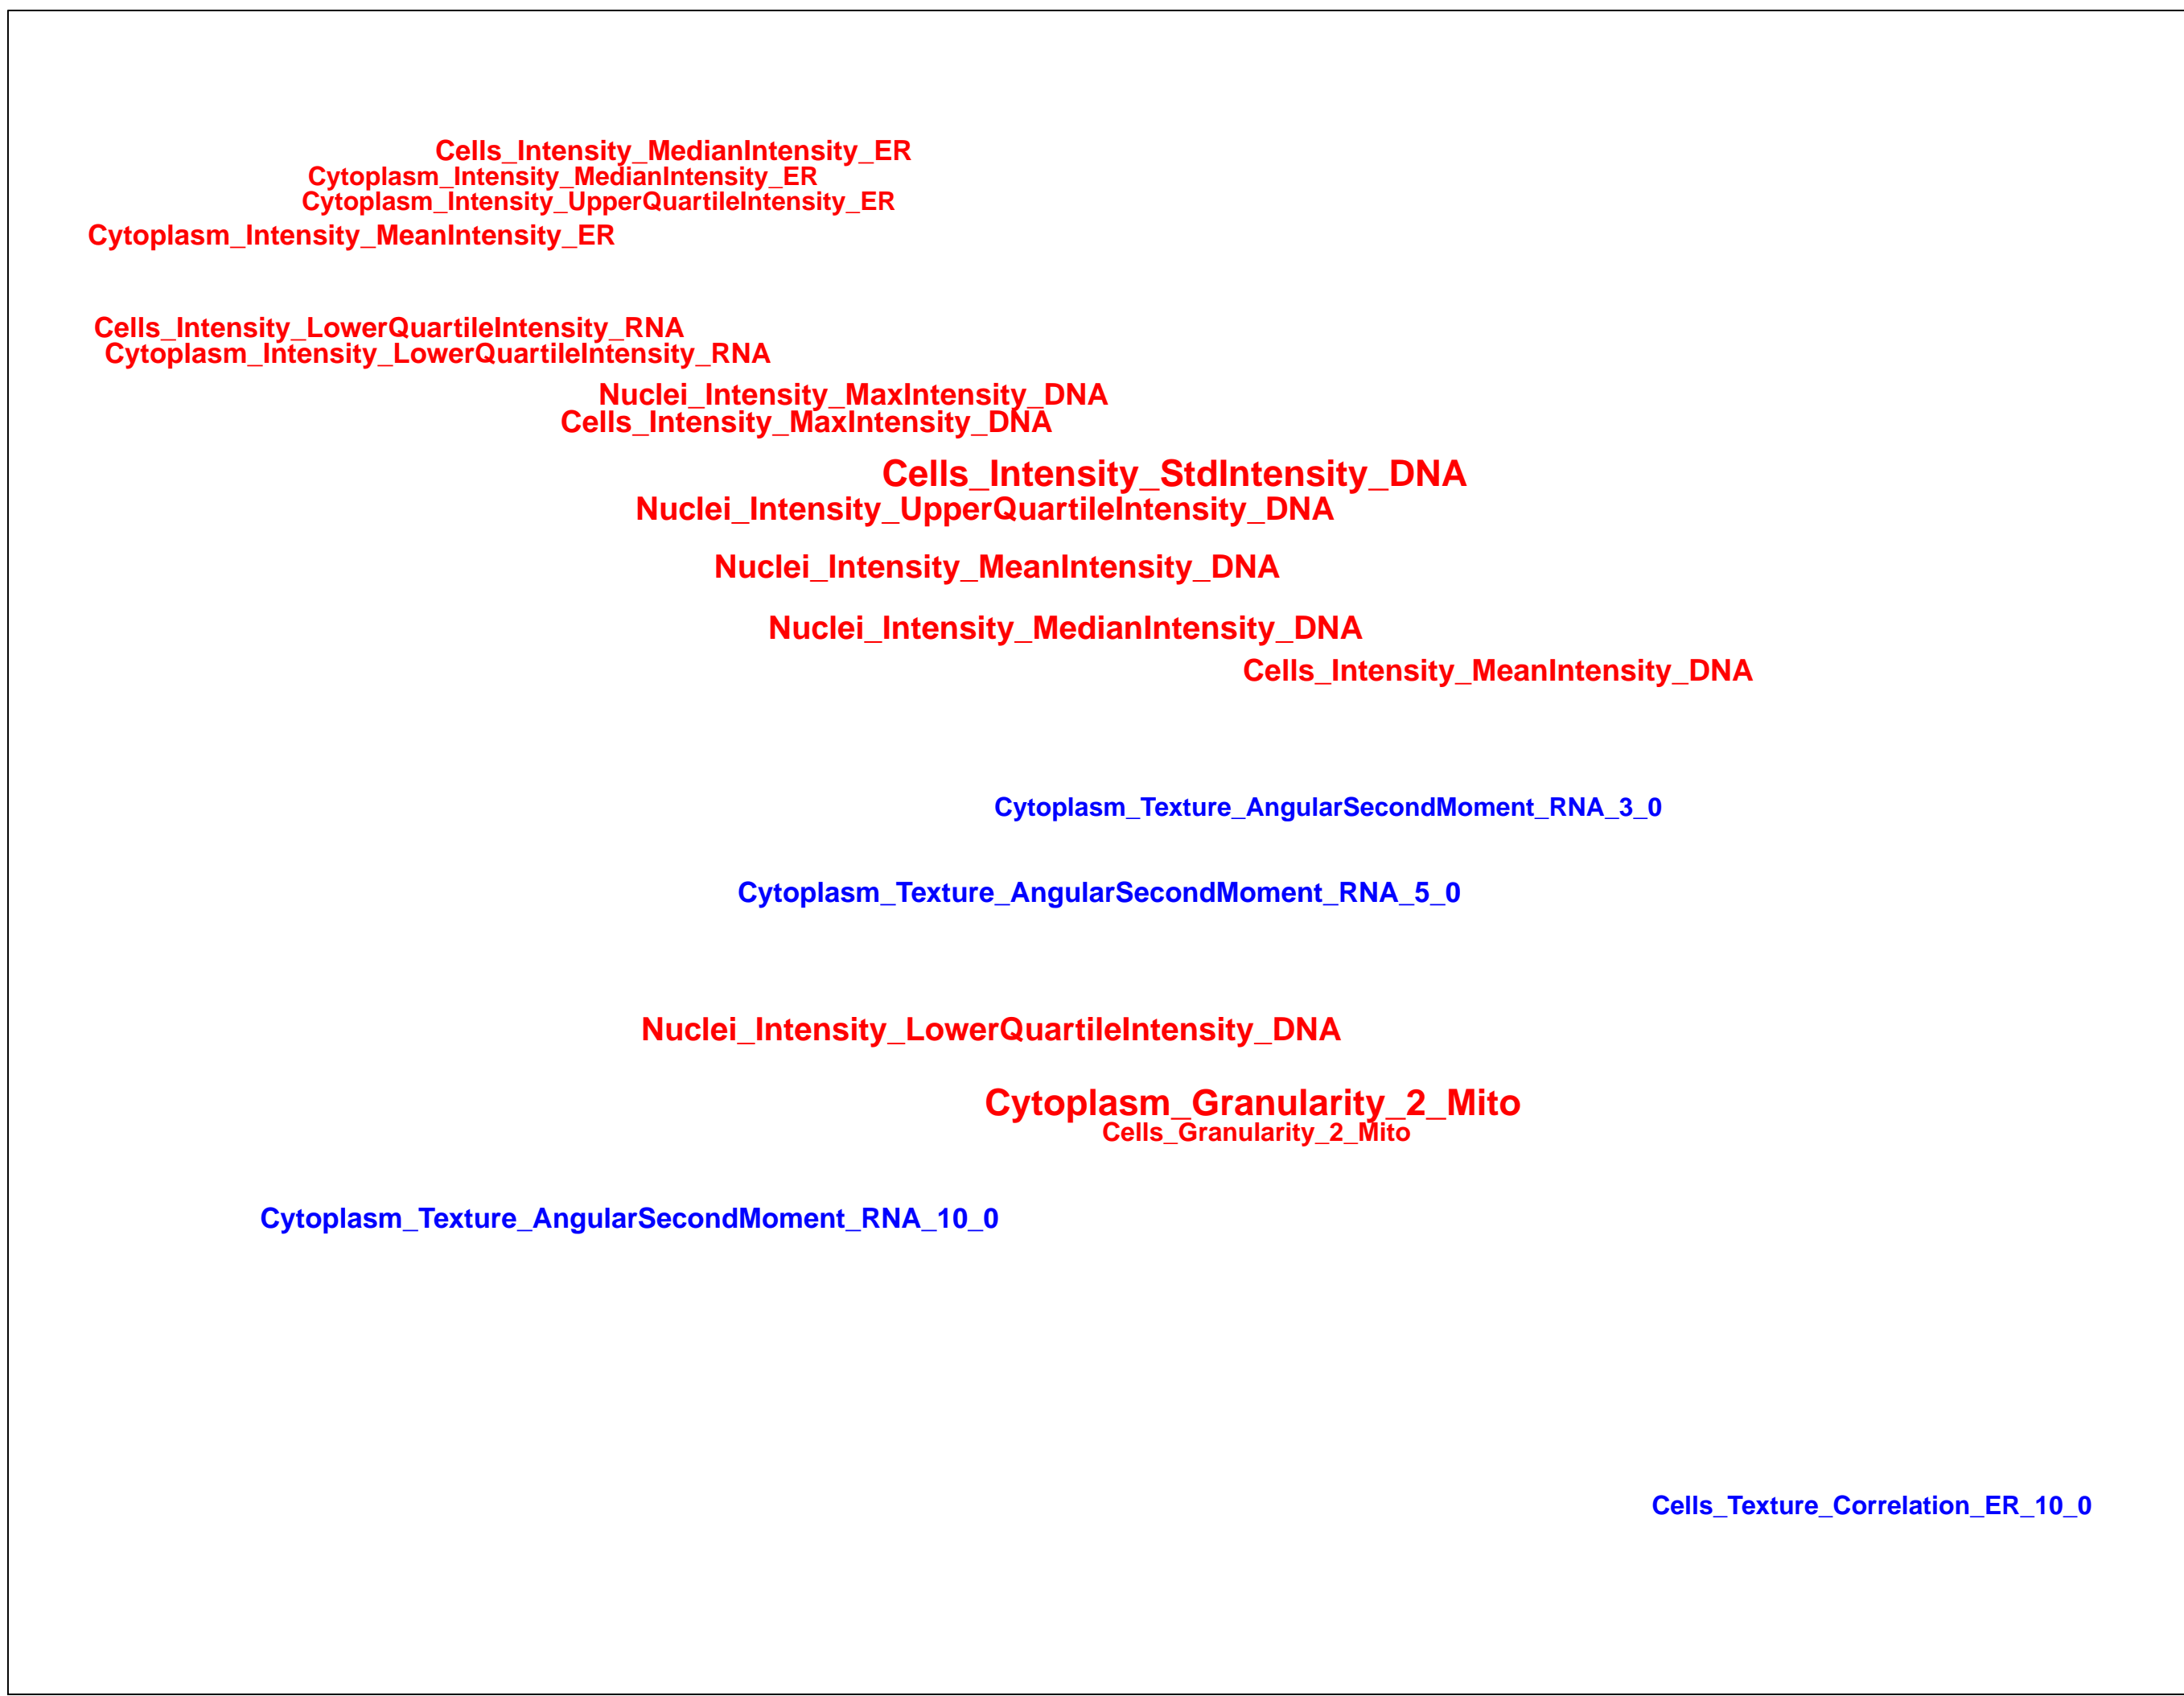 Cells_Intensity_MedianIntensity_ER
Cytoplasm_Intensity_MedianIntensity_ER
Cytoplasm_Intensity_UpperQuartileIntensity_ER
Cytoplasm_Intensity_MeanIntensity_ER
Cells_Intensity_LowerQuartileIntensity_RNA
Cytoplasm_Intensity_LowerQuartileIntensity_RNA
Nuclei_Intensity_MaxIntensity_DNA
Cells_Intensity_MaxIntensity_DNA
Cells_Intensity_StdIntensity_DNA
Nuclei_Intensity_UpperQuartileIntensity_DNA
Nuclei_Intensity_MeanIntensity_DNA
Nuclei_Intensity_MedianIntensity_DNA
Cells_Intensity_MeanIntensity_DNA
Cytoplasm_Texture_AngularSecondMoment_RNA_3_0
Cytoplasm_Texture_AngularSecondMoment_RNA_5_0
Nuclei_Intensity_LowerQuartileIntensity_DNA
Cytoplasm_Granularity_2_Mito
Cells_Granularity_2_Mito
Cytoplasm_Texture_AngularSecondMoment_RNA_10_0
Cells_Texture_Correlation_ER_10_0